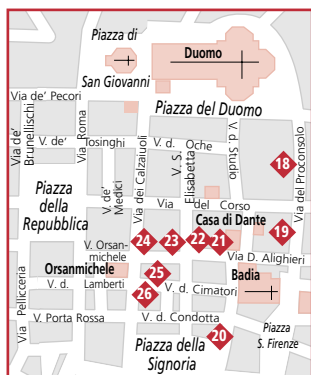 Piazza di
San Giovanni
Duomo
Via de' Pecori
Piazza del Duomo
Via de'
Brunelleschi
Via Roma
V. de' Tosinghi
Via dei Calzaiuoli
V. d. Oche
V. S.
Elisabetta
V. d. Studio
18
Via del Proconsolo
Piazza
della
Repubblica
V. de'
Medici
Via del Corso
Casa di Dante
19
V. Orsan-
michele
24
23
22
21
Via D. Alighieri
Orsanmichele
25
Badia
V. d. Lamberti
26
V. d. Cimatori
Via Pellicceria
V. Porta Rossa
V. d. Condotta
20
Piazza
S. Firenze
Piazza della
Signoria